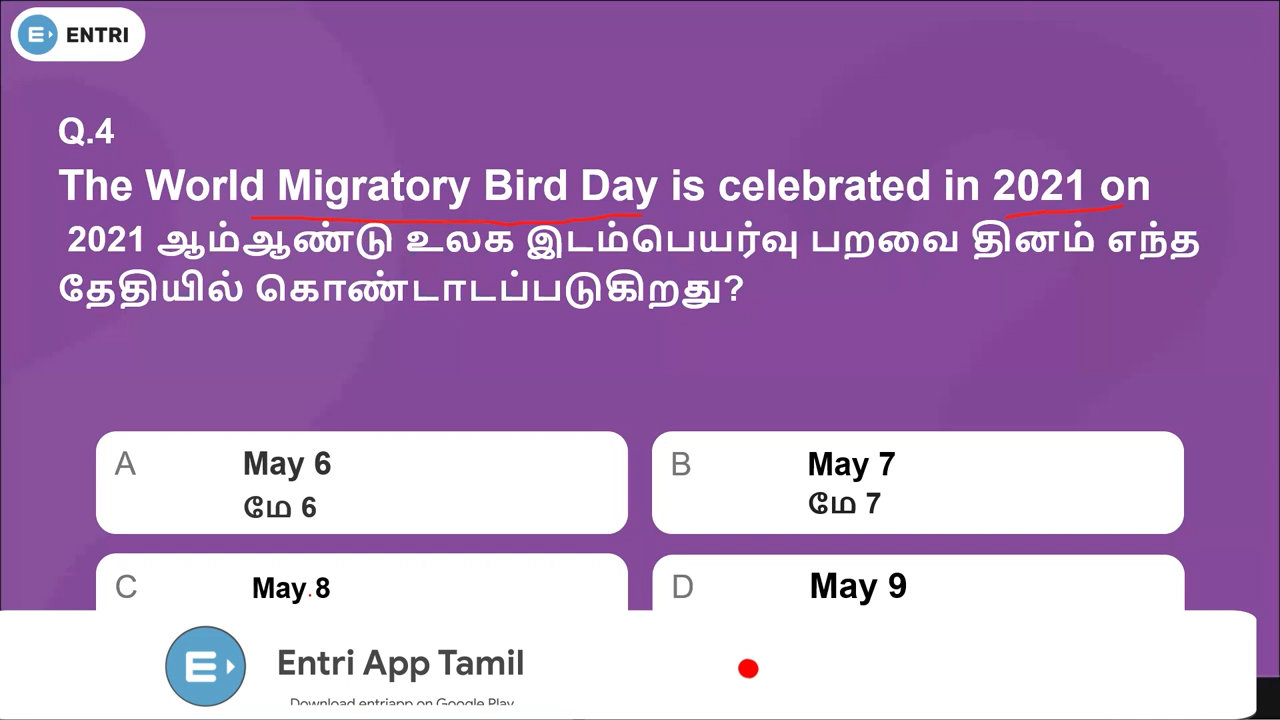 ENTRI
Q.4
The World Migratory Bird Day is celebrated in 2021 on
2021 ஆம்ஆண்டு உலக இடம்பெயர்வு பறவை தினம் எந்த
தேதியில் கொண்டாடப்படுகிறது?
A May 6
மே 6
B May 7
மே 7
C May 8
D May 9
Entri App Tamil
Download entriapp on Google Play